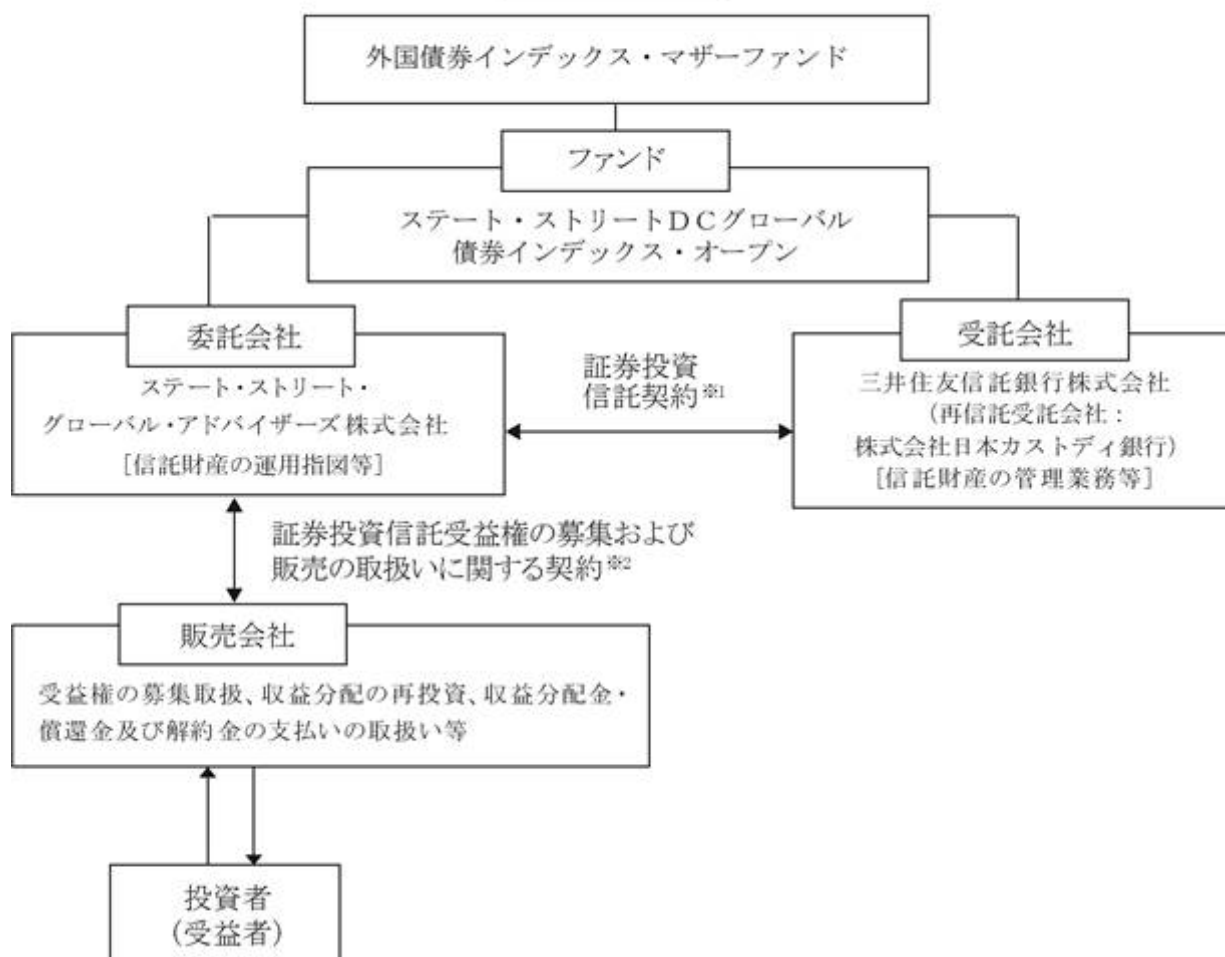 外国債券インデックス・マザーファンド
ファンド
ステート・ストリートＤＣグローバル
債券インデックス・オープン
委託会社
ステート・ストリート・
グローバル・アドバイザーズ株式会社
［信託財産の運用指図等］
証券投資
信託契約※1
受託会社
三井住友信託銀行株式会社
（再信託受託会社：
株式会社日本カストディ銀行）
［信託財産の管理業務等］
証券投資信託受益権の募集および
販売の取扱いに関する契約※2
販売会社
受益権の募集取扱、収益分配の再投資、収益分配金・
償還金及び解約金の支払いの取扱い等
投資者
（受益者）